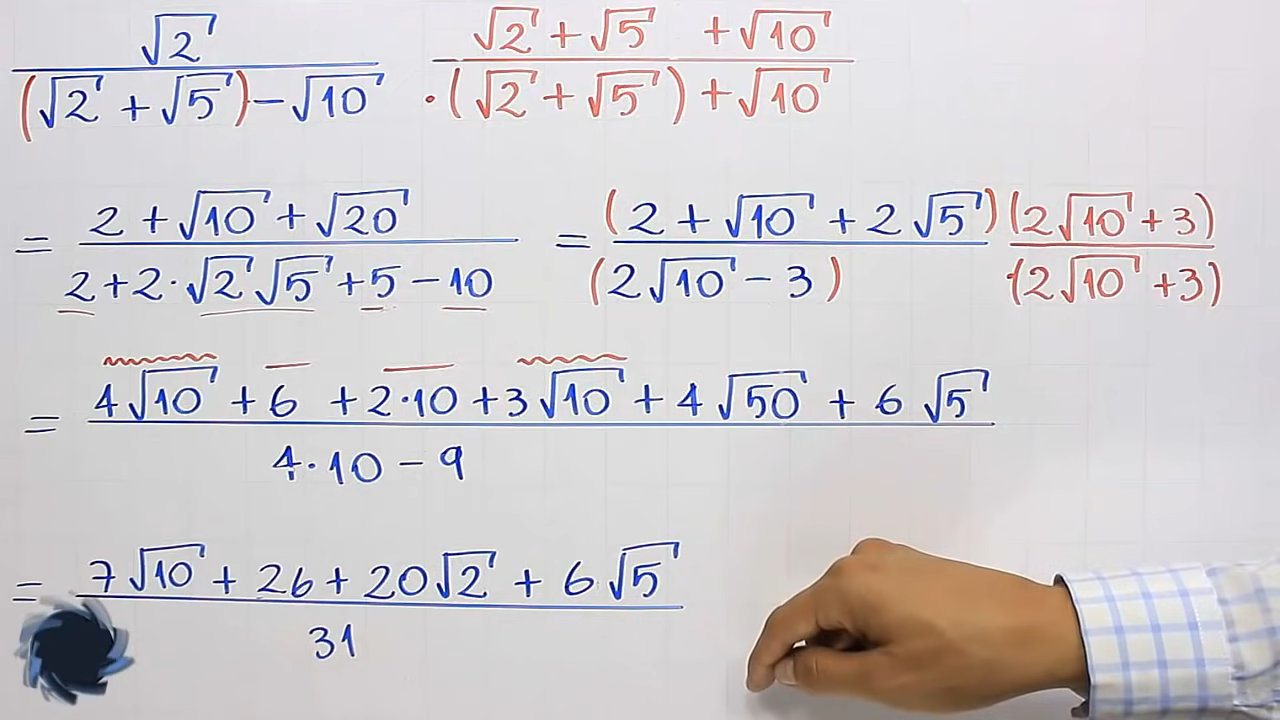 √2 / ((√2 + √5) − √10) · (√2 + √5 + √10) / ((√2 + √5) + √10)
= (2 + √10 + √20) / (2 + 2·√2 √5 + 5 − 10) = (2 + √10 + 2√5) (2√10 + 3) / (2√10 − 3) (2√10 + 3)
= (4√10 + 6 + 2·10 + 3√10 + 4√50 + 6√5) / (4·10 − 9)
= (7√10 + 26 + 20√2 + 6√5) / 31